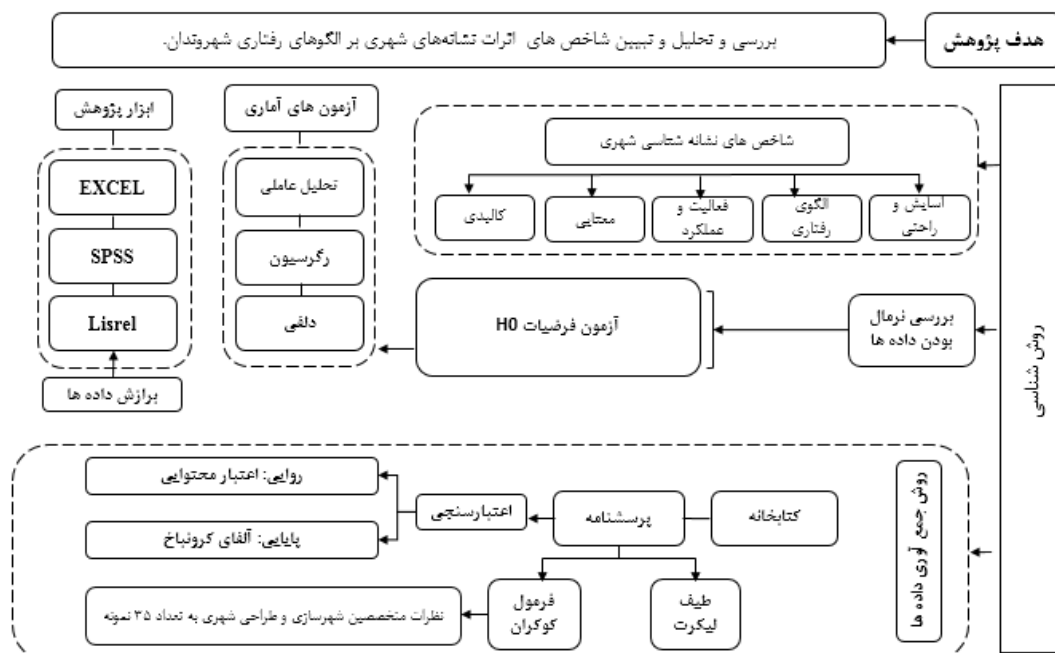 هدف پژوهش
بررسی و تحلیل و تبیین شاخص های اثرات نشانه‌های شهری بر الگوهای رفتاری شهروندان.
روش شناسی
شاخص های نشانه شناسی شهری
آسایش و
راحتی
الگوی
رفتاری
فعالیت و
عملکرد
معنایی
کالبدی
آزمون های آماری
تحلیل عاملی
رگرسیون
دلفی
ابزار پژوهش
EXCEL
SPSS
Lisrel
برازش داده ها
بررسی نرمال
بودن داده ها
آزمون فرضیات H0
روش جمع آوری داده ها
کتابخانه
پرسشنامه
اعتبارسنجی
روایی: اعتبار محتوایی
پایایی: آلفای کرونباخ
طیف
لیکرت
فرمول
کوکران
نظرات متخصصین شهرسازی و طراحی شهری به تعداد ۳۵ نمونه